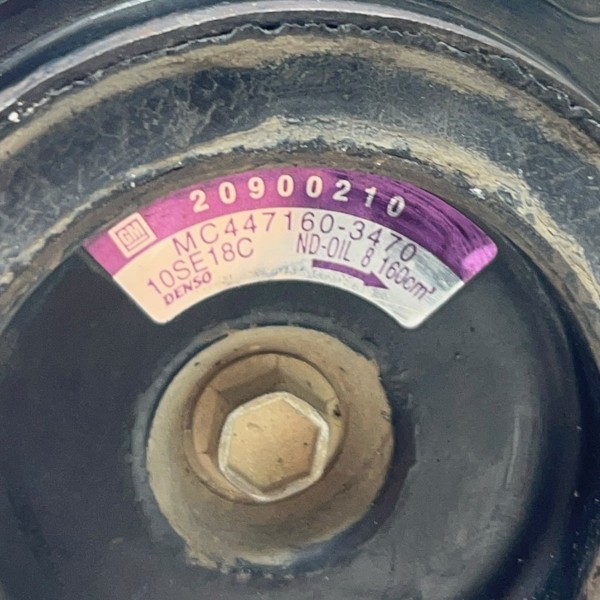 GM 20900210
MC447160-3470
10SE18C ND-OIL 8 160cm³
DENSO